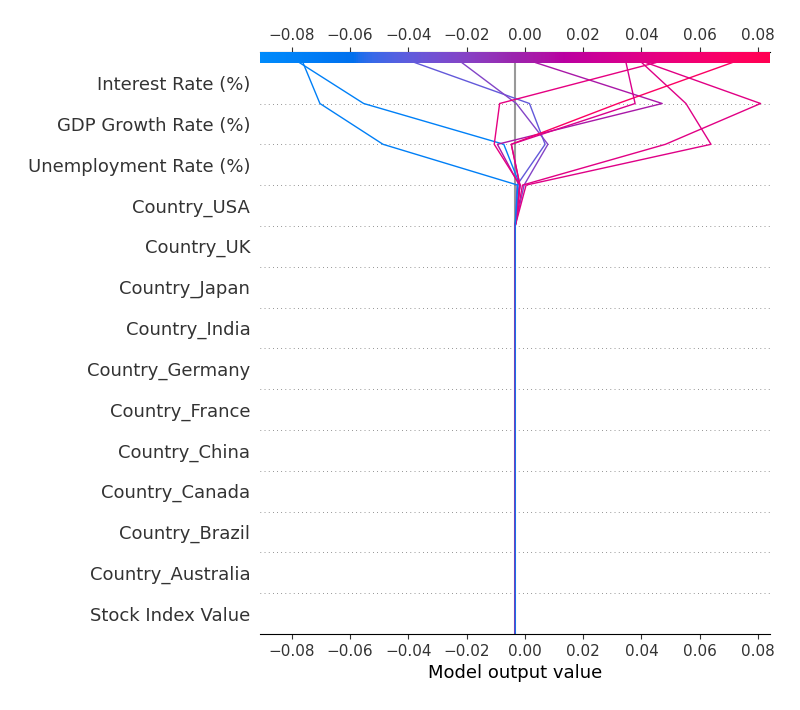 −0.08 −0.06 −0.04 −0.02 0.00 0.02 0.04 0.06 0.08
Interest Rate (%)
GDP Growth Rate (%)
Unemployment Rate (%)
Country_USA
Country_UK
Country_Japan
Country_India
Country_Germany
Country_France
Country_China
Country_Canada
Country_Brazil
Country_Australia
Stock Index Value
−0.08 −0.06 −0.04 −0.02 0.00 0.02 0.04 0.06 0.08
Model output value